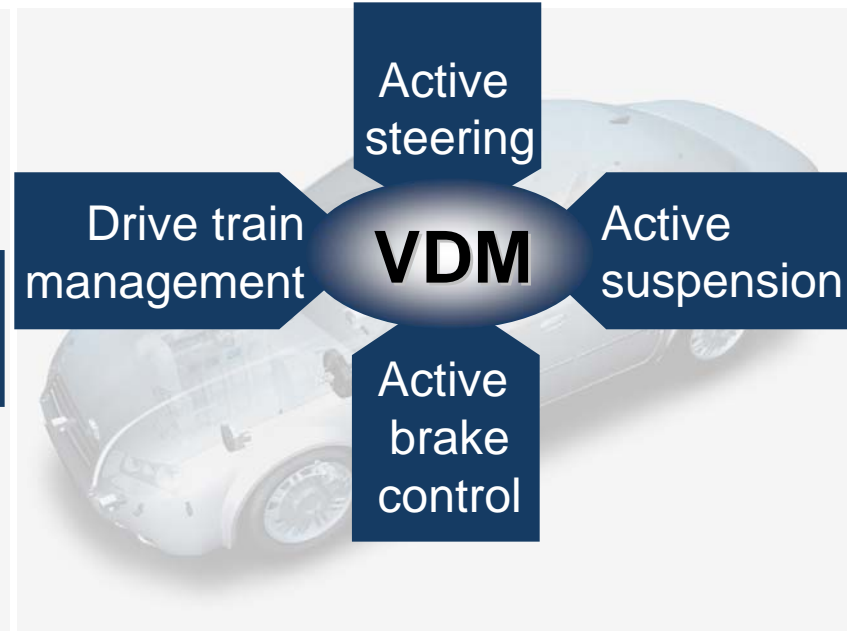 Active
steering
Drive train
management
VDM
Active
suspension
Active
brake
control